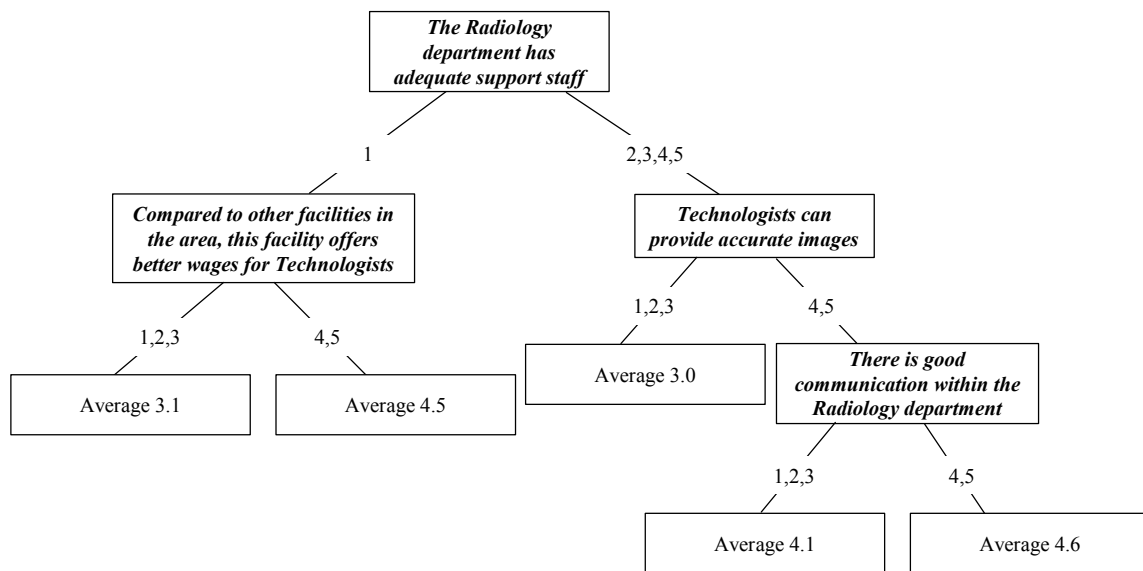 The Radiology
department has
adequate support staff
1
2,3,4,5
Compared to other facilities in
the area, this facility offers
better wages for Technologists
Technologists can
provide accurate images
1,2,3
4,5
1,2,3
4,5
Average 3.1
Average 4.5
Average 3.0
There is good
communication within the
Radiology department
1,2,3
4,5
Average 4.1
Average 4.6